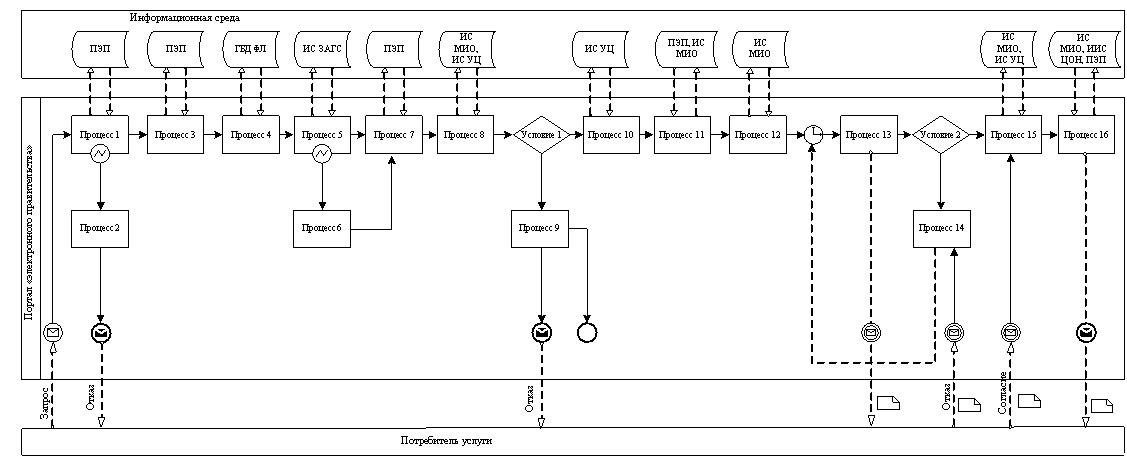 Информационная среда
ПЭП
ПЭП
ГБД ФЛ
ИС ЗАГС
ПЭП
ИС
МИО,
ИС УЦ
ИС УЦ
ПЭП, ИС
МИО
ИС
МИО
ИС
МИО,
ИС УЦ
ИС
МИО, ИИС
ЦОН, ПЭП
Портал «электронного правительства»
Процесс 1
Процесс 3
Процесс 4
Процесс 5
Процесс 7
Процесс 8
Условие 1
Процесс 10
Процесс 11
Процесс 12
Процесс 13
Условие 2
Процесс 15
Процесс 16
Процесс 2
Процесс 6
Процесс 9
Процесс 14
Запрос
Отказ
Отказ
Отказ
Согласие
Потребитель услуги